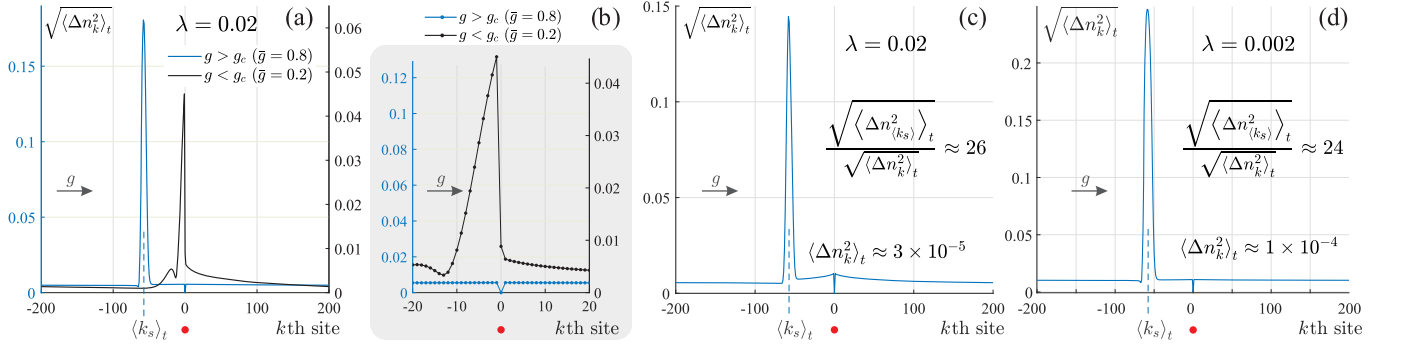 (a)
√⟨Δn_k^2⟩_t
λ = 0.02
g > g_c (ḡ = 0.8)
g < g_c (ḡ = 0.2)
0.15
0.1
0.05
0
0.06
0.05
0.04
0.03
0.02
0.01
0
g
-200 -100 0 100 200
⟨k_s⟩_t
kth site
(b)
g > g_c (ḡ = 0.8)
g < g_c (ḡ = 0.2)
0.12
0.1
0.08
0.06
0.04
0.02
0
0.04
0.03
0.02
0.01
0
g
-20 -10 0 10 20
kth site
(c)
√⟨Δn_k^2⟩_t
λ = 0.02
0.15
0.1
0.05
0
√⟨Δn_⟨k_s⟩^2⟩_t / √⟨Δn_k^2⟩_t ≈ 26
g
⟨Δn_k^2⟩_t ≈ 3 × 10^-5
-200 -100 0 100 200
⟨k_s⟩_t
kth site
(d)
√⟨Δn_k^2⟩_t
λ = 0.002
0.2
0.15
0.1
0.05
0
√⟨Δn_⟨k_s⟩^2⟩_t / √⟨Δn_k^2⟩_t ≈ 24
g
⟨Δn_k^2⟩_t ≈ 1 × 10^-4
-200 -100 0 100 200
⟨k_s⟩_t
kth site